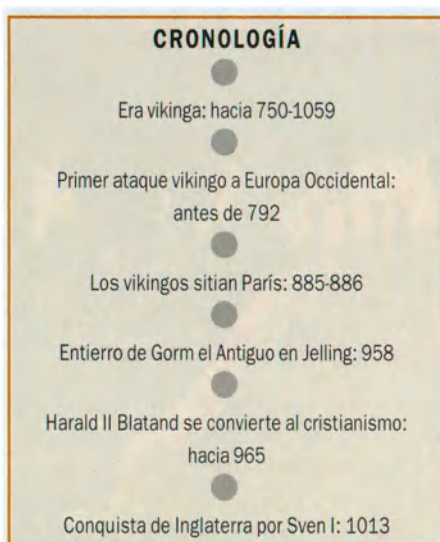 CRONOLOGÍA
Era vikinga: hacia 750-1059
Primer ataque vikingo a Europa Occidental:
antes de 792
Los vikingos sitian París: 885-886
Entierro de Gorm el Antiguo en Jelling: 958
Harald II Blatand se convierte al cristianismo:
hacia 965
Conquista de Inglaterra por Sven I: 1013